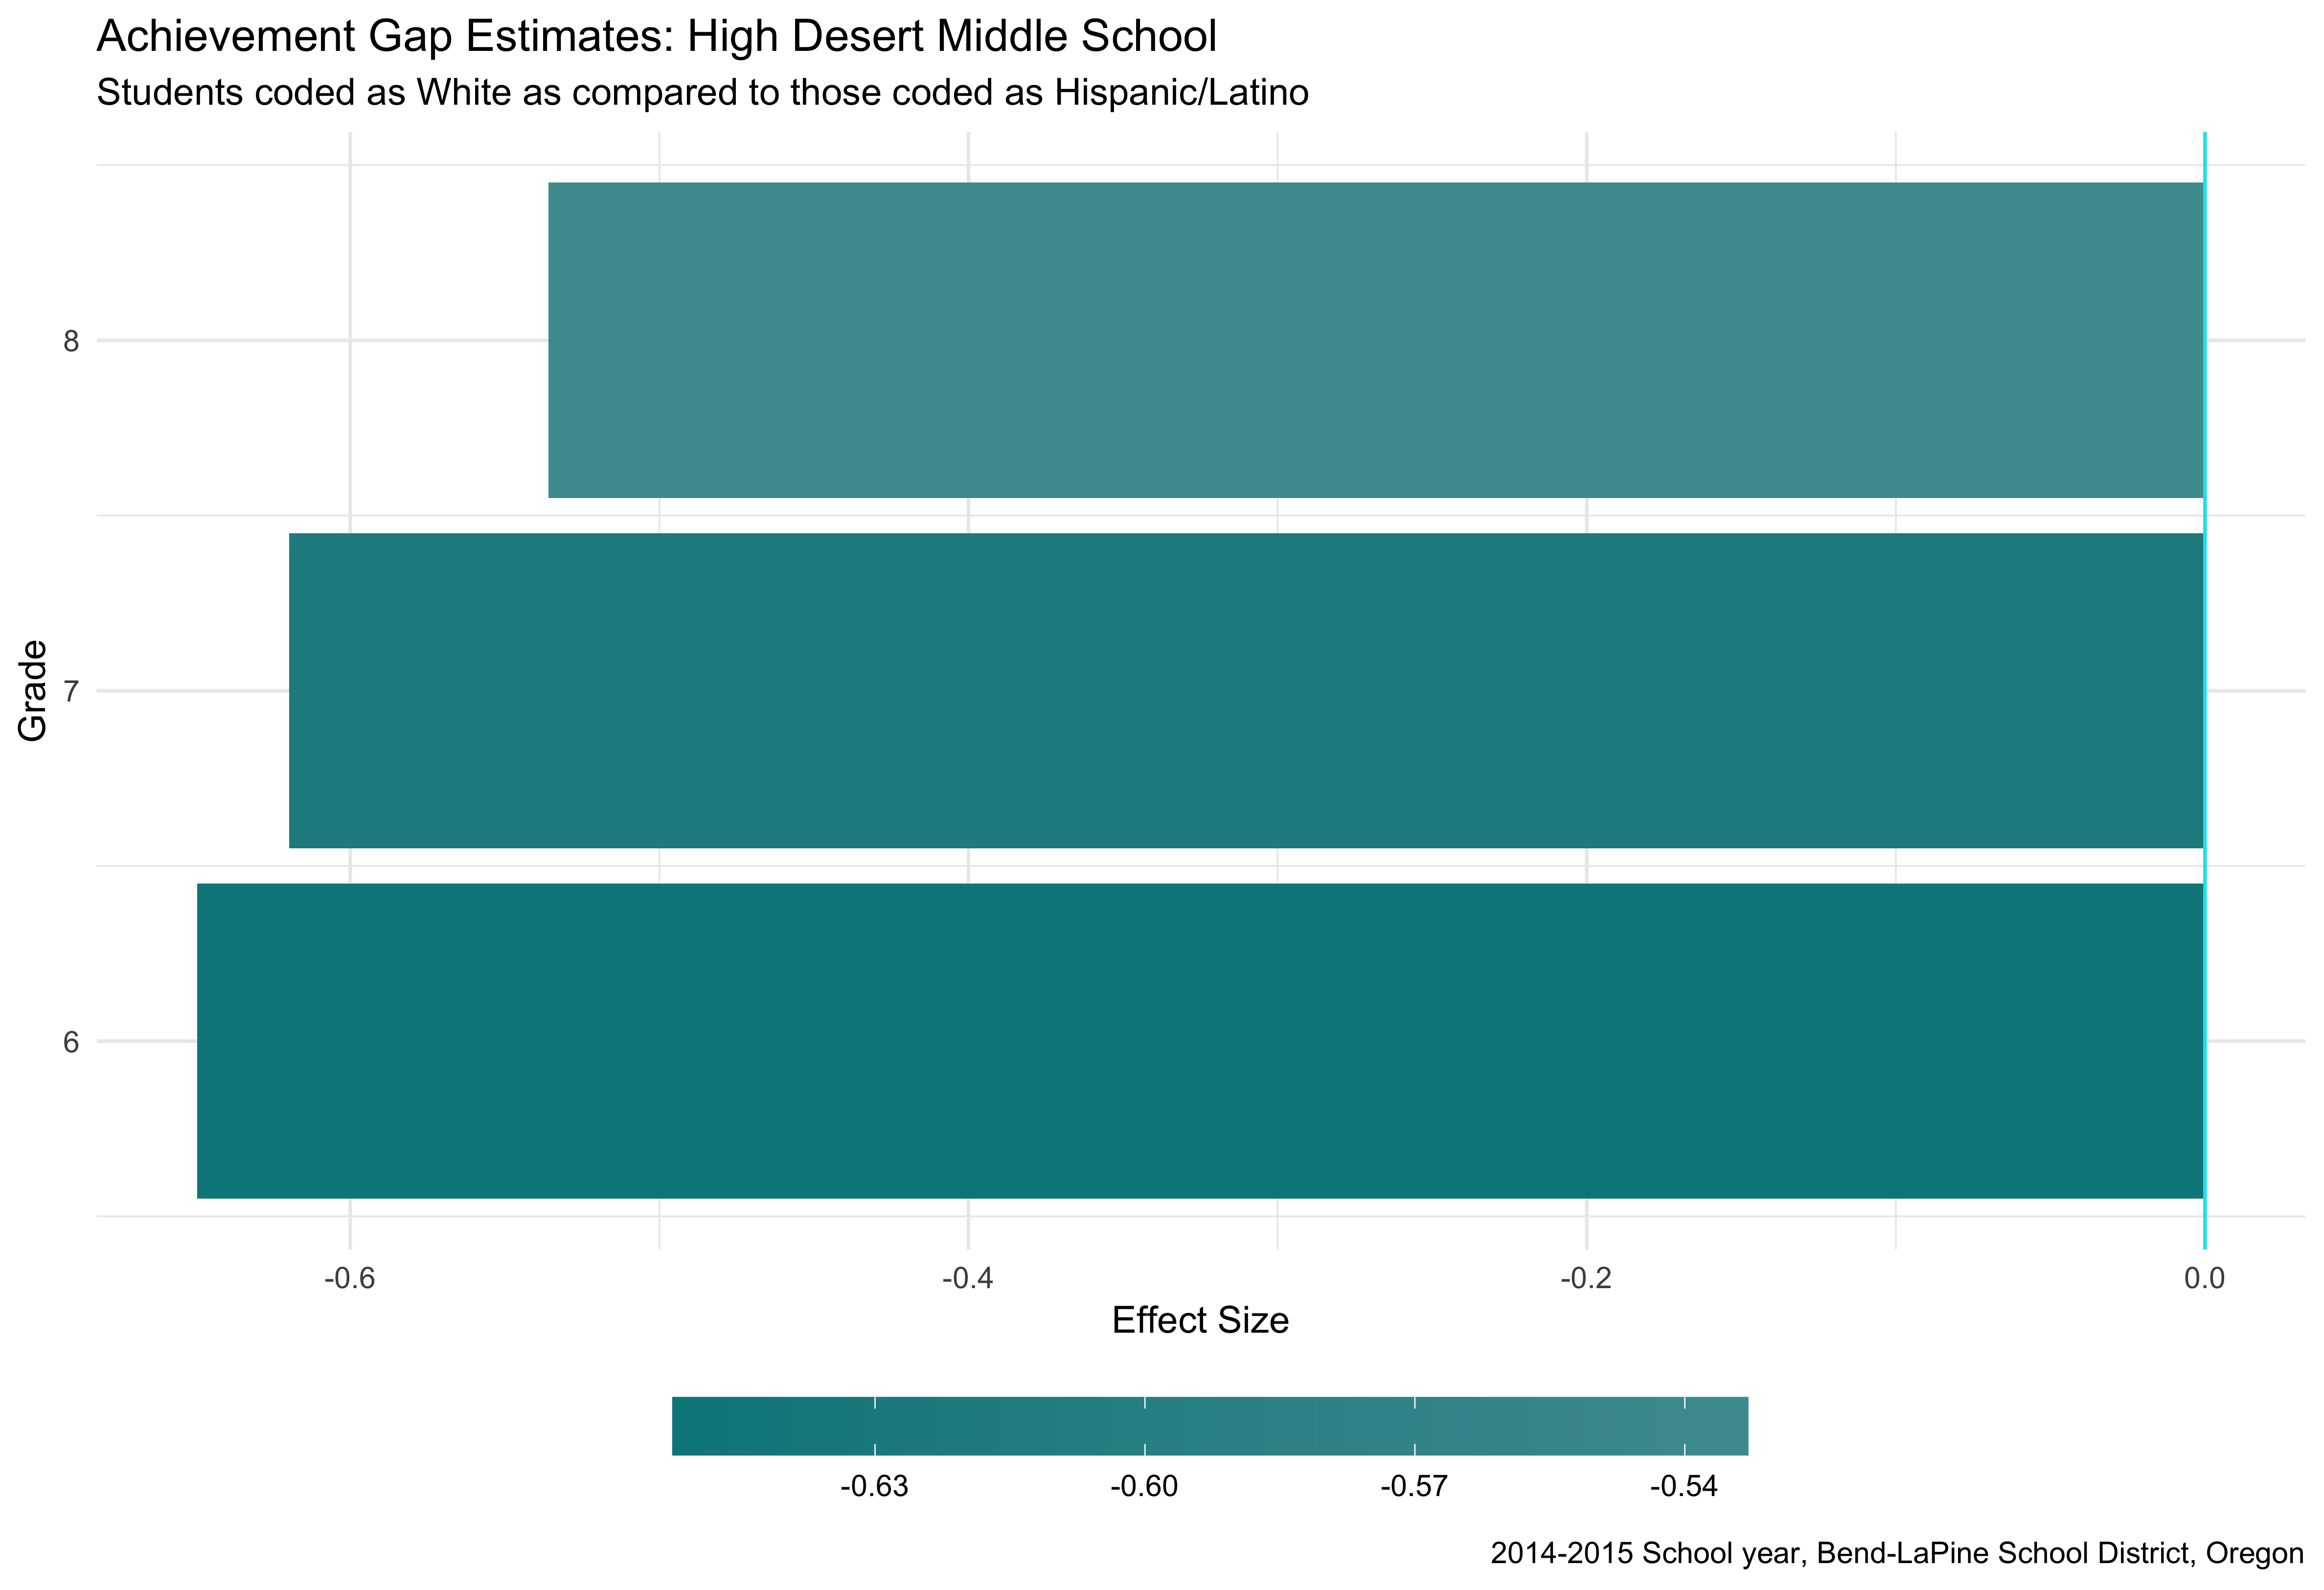 Achievement Gap Estimates: High Desert Middle School
Students coded as White as compared to those coded as Hispanic/Latino
8
7
6
Grade
-0.6 -0.4 -0.2 0.0
Effect Size
-0.63 -0.60 -0.57 -0.54
2014-2015 School year, Bend-LaPine School District, Oregon